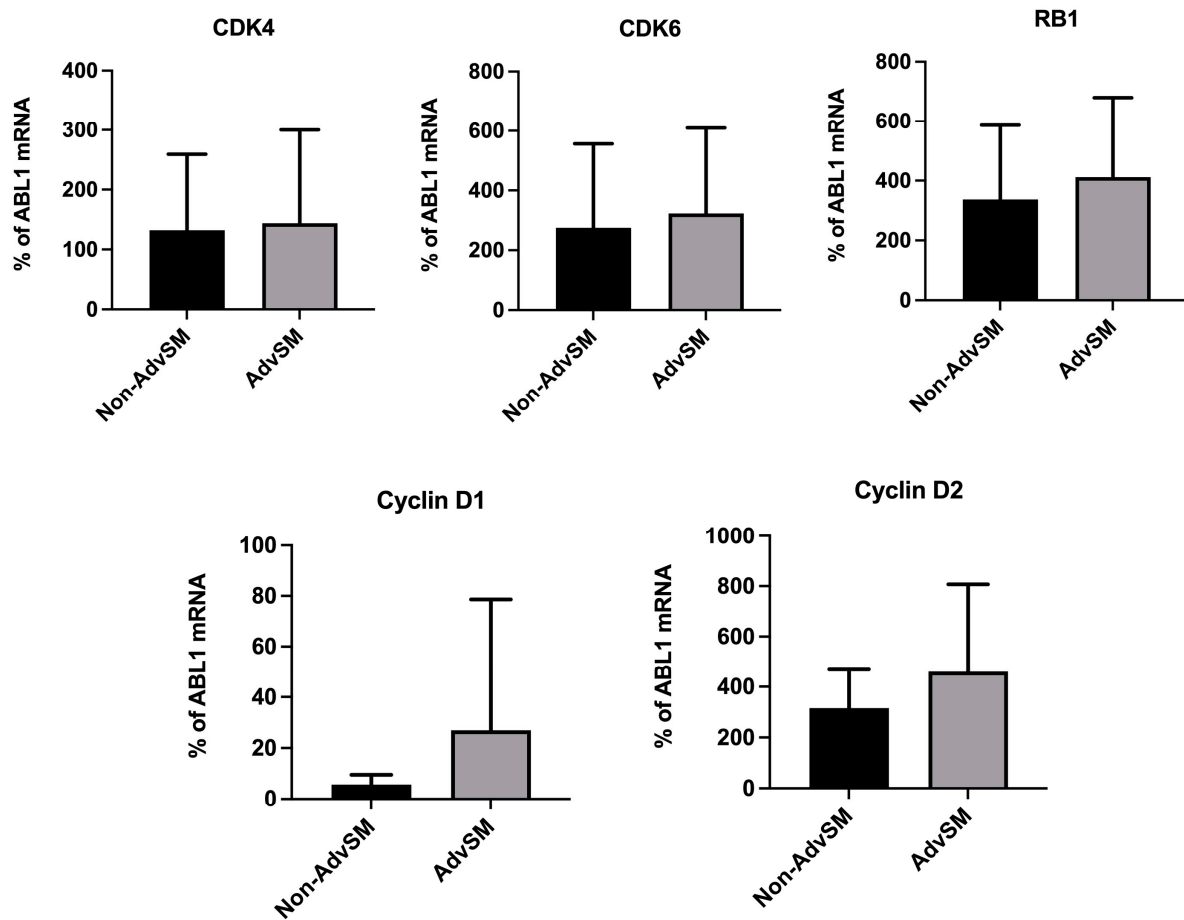 CDK4
% of ABL1 mRNA
400
300
200
100
0
Non-AdvSM
AdvSM
CDK6
% of ABL1 mRNA
800
600
400
200
0
Non-AdvSM
AdvSM
RB1
% of ABL1 mRNA
800
600
400
200
0
Non-AdvSM
AdvSM
Cyclin D1
% of ABL1 mRNA
100
80
60
40
20
0
Non-AdvSM
AdvSM
Cyclin D2
% of ABL1 mRNA
1000
800
600
400
200
0
Non-AdvSM
AdvSM